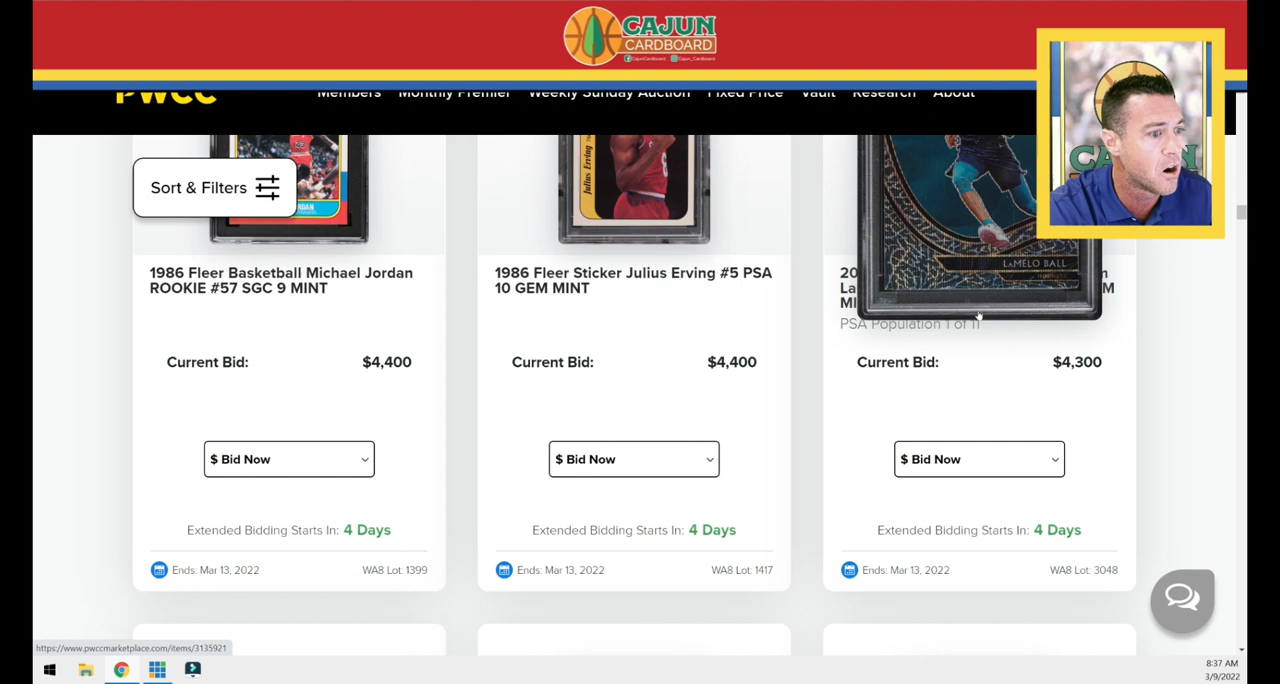 CAJUN
CARDBOARD
CajunCardboard Cajun_Cardboard
PWCC
Members Monthly Premier Weekly Sunday Auction Fixed Price Vault Research About
Sort & Filters
Julius Erving
LAMELO BALL
1986 Fleer Basketball Michael Jordan
ROOKIE #57 SGC 9 MINT
Current Bid: $4,400
$ Bid Now
Extended Bidding Starts In: 4 Days
Ends: Mar 13, 2022 WA8 Lot: 1399
1986 Fleer Sticker Julius Erving #5 PSA
10 GEM MINT
Current Bid: $4,400
$ Bid Now
Extended Bidding Starts In: 4 Days
Ends: Mar 13, 2022 WA8 Lot: 1417
PSA Population 1 of 11
Current Bid: $4,300
$ Bid Now
Extended Bidding Starts In: 4 Days
Ends: Mar 13, 2022 WA8 Lot: 3048
https://www.pwccmarketplace.com/items/3135921
8:37 AM
3/9/2022